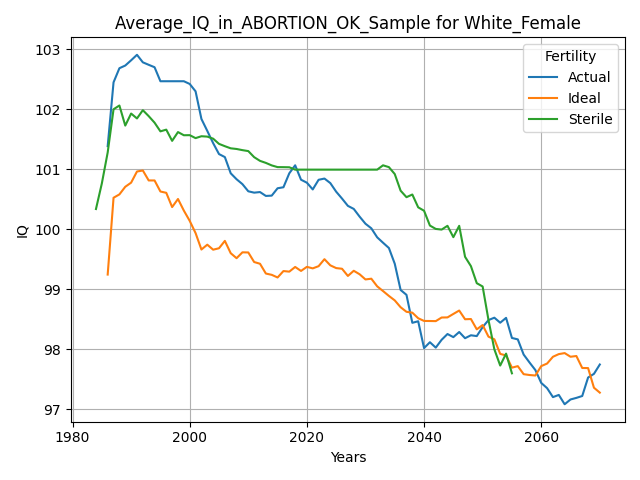 Average_IQ_in_ABORTION_OK_Sample for White_Female
Fertility
Actual
Ideal
Sterile
103
102
101
100
99
98
97
IQ
1980
2000
2020
2040
2060
Years